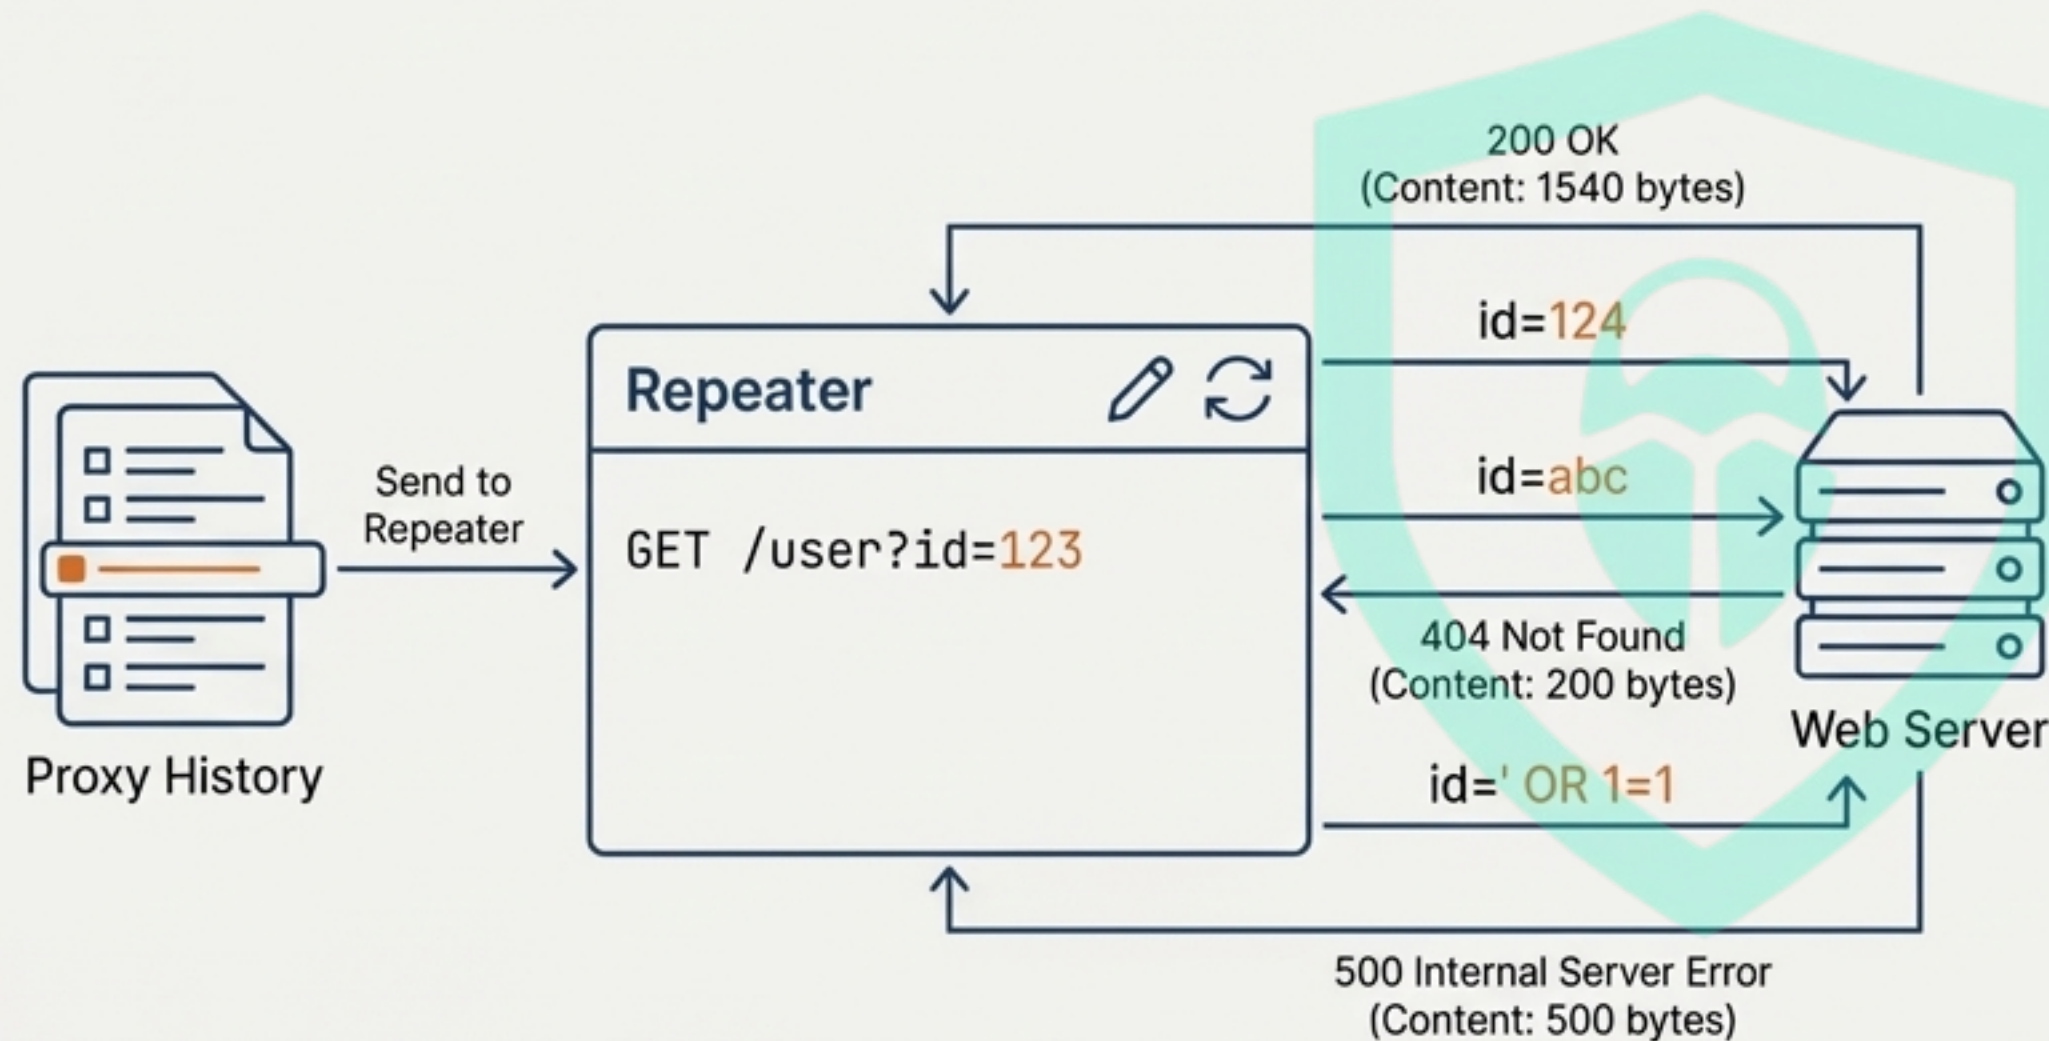 200 OK
(Content: 1540 bytes)
id=124
Repeater
id=abc
Send to
Repeater
GET /user?id=123
404 Not Found
(Content: 200 bytes)
Web Server
Proxy History
id=' OR 1=1
500 Internal Server Error
(Content: 500 bytes)